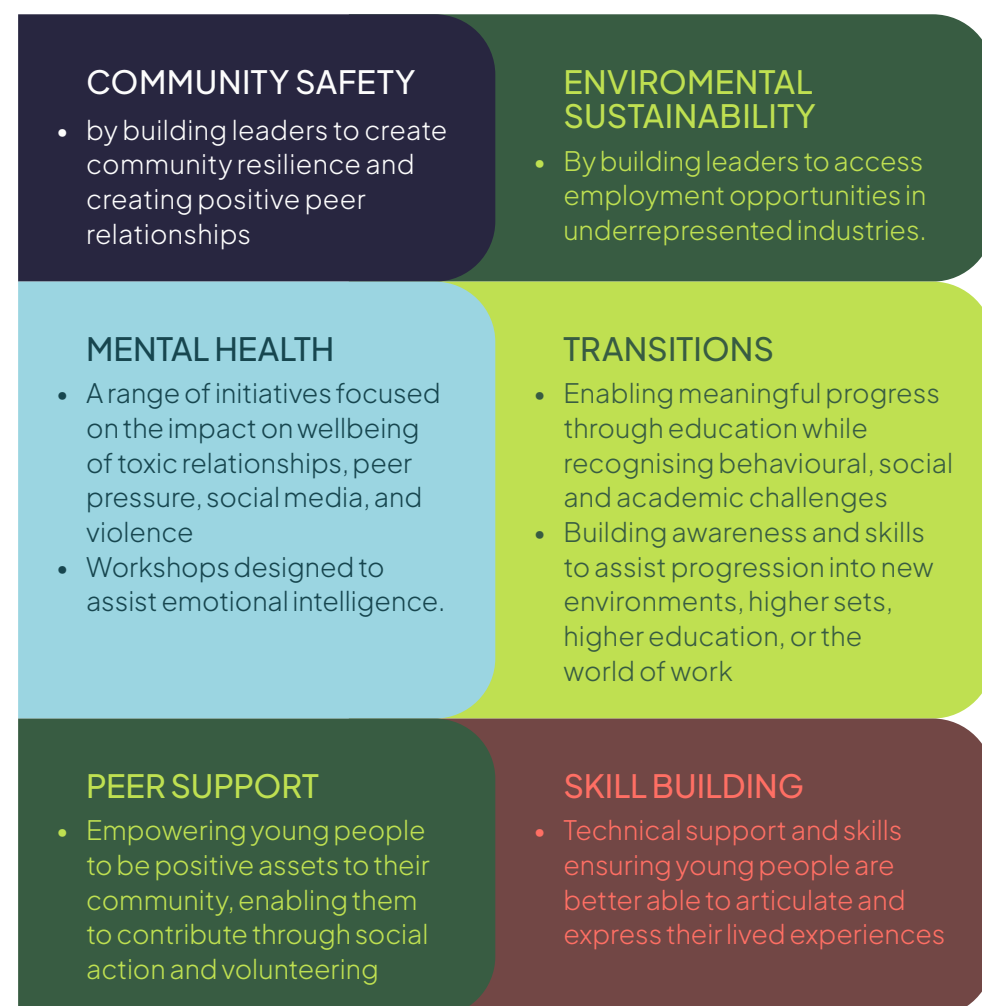 COMMUNITY SAFETY
• by building leaders to create
community resilience and
creating positive peer
relationships
ENVIROMENTAL
SUSTAINABILITY
• By building leaders to access
employment opportunities in
underrepresented industries.
MENTAL HEALTH
• A range of initiatives focused
on the impact on wellbeing
of toxic relationships, peer
pressure, social media, and
violence
• Workshops designed to
assist emotional intelligence.
TRANSITIONS
• Enabling meaningful progress
through education while
recognising behavioural, social
and academic challenges
• Building awareness and skills
to assist progression into new
environments, higher sets,
higher education, or the
world of work
PEER SUPPORT
• Empowering young people
to be positive assets to their
community, enabling them
to contribute through social
action and volunteering
SKILL BUILDING
• Technical support and skills
ensuring young people are
better able to articulate and
express their lived experiences